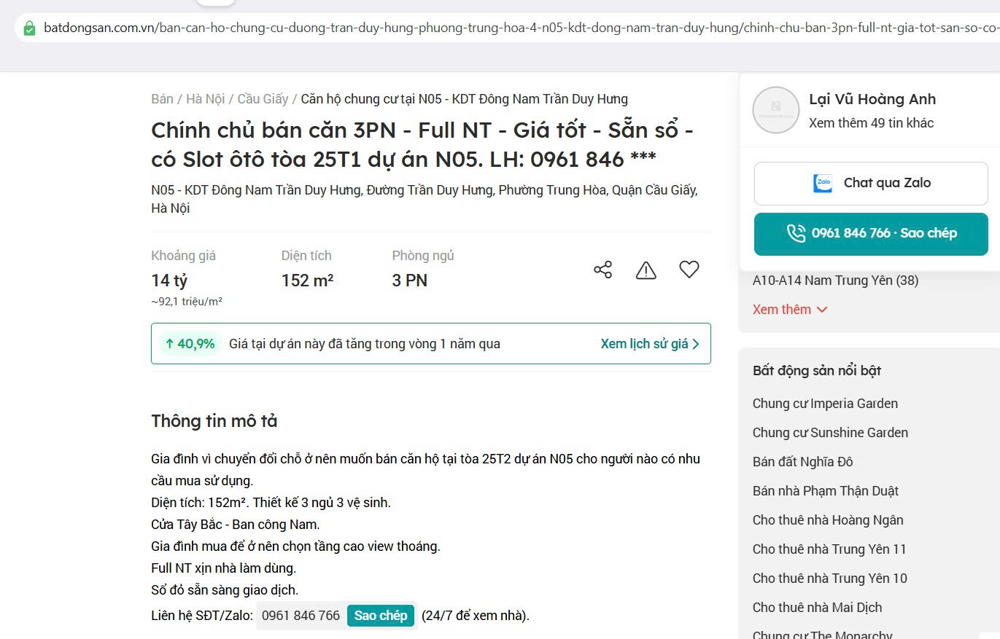 batdongsan.com.vn/ban-can-ho-chung-cu-duong-tran-duy-hung-phuong-trung-hoa-4-n05-kdt-dong-nam-tran-duy-hung/chinh-chu-ban-3pn-full-nt-gia-tot-san-so-co-
Bán / Hà Nội / Cầu Giấy / Căn hộ chung cư tại N05 - KDT Đông Nam Trần Duy Hưng
Chính chủ bán căn 3PN - Full NT - Giá tốt - Sẵn sổ -
có Slot ôtô tòa 25T1 dự án N05. LH: 0961 846 ***
N05 - KDT Đông Nam Trần Duy Hưng, Đường Trần Duy Hưng, Phường Trung Hòa, Quận Cầu Giấy,
Hà Nội
Khoảng giá
Diện tích
Phòng ngủ
14 tỷ
152 m²
3 PN
~92,1 triệu/m²
40,9%
Giá tại dự án này đã tăng trong vòng 1 năm qua
Xem lịch sử giá
Thông tin mô tả
Gia đình vì chuyển đổi chỗ ở nên muốn bán căn hộ tại tòa 25T2 dự án N05 cho người nào có nhu
cầu mua sử dụng.
Diện tích: 152m². Thiết kế 3 ngủ 3 vệ sinh.
Cửa Tây Bắc - Ban công Nam.
Gia đình mua để ở nên chọn tầng cao view thoáng.
Full NT xịn nhà làm dùng.
Sổ đỏ sẵn sàng giao dịch.
Liên hệ SĐT/Zalo: 0961 846 766 Sao chép (24/7 để xem nhà).
Lại Vũ Hoàng Anh
Xem thêm 49 tin khác
Zalo
Chat qua Zalo
0961 846 766 · Sao chép
A10-A14 Nam Trung Yên (38)
Xem thêm
Bất động sản nổi bật
Chung cư Imperia Garden
Chung cư Sunshine Garden
Bán đất Nghĩa Đô
Bán nhà Phạm Thận Duật
Cho thuê nhà Hoàng Ngân
Cho thuê nhà Trung Yên 11
Cho thuê nhà Trung Yên 10
Cho thuê nhà Mai Dịch
Chung cư The Monarchy